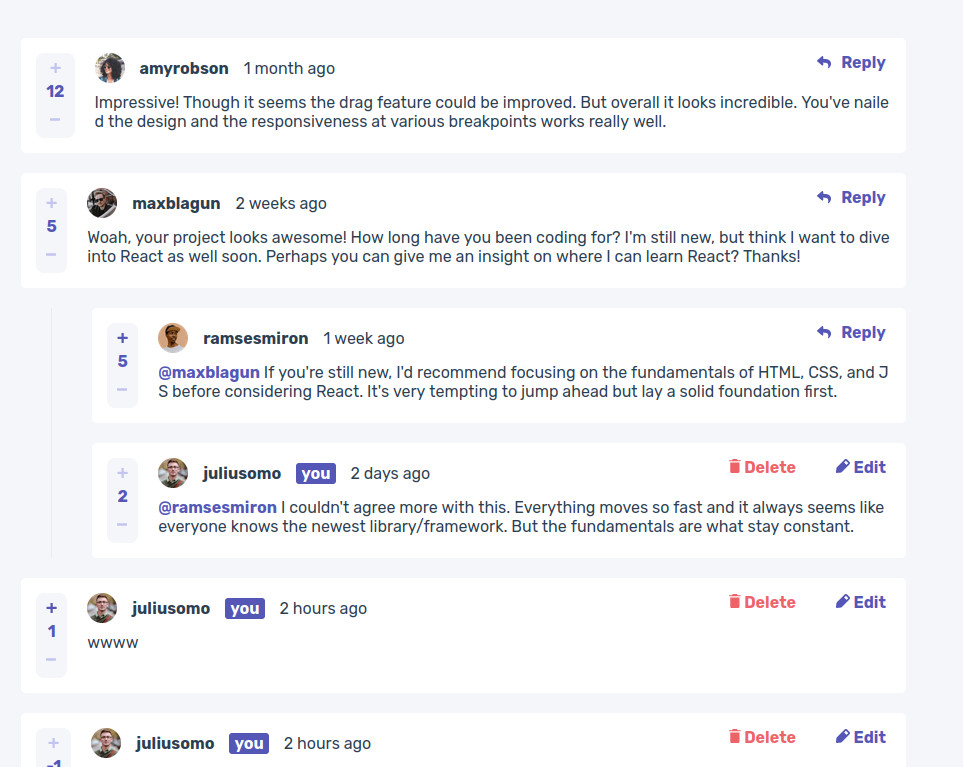 +
12
−
amyrobson 1 month ago
Reply
Impressive! Though it seems the drag feature could be improved. But overall it looks incredible. You've naile
d the design and the responsiveness at various breakpoints works really well.
+
5
−
maxblagun 2 weeks ago
Reply
Woah, your project looks awesome! How long have you been coding for? I'm still new, but think I want to dive
into React as well soon. Perhaps you can give me an insight on where I can learn React? Thanks!
+
5
−
ramsesmiron 1 week ago
Reply
@maxblagun If you're still new, I'd recommend focusing on the fundamentals of HTML, CSS, and J
S before considering React. It's very tempting to jump ahead but lay a solid foundation first.
+
2
−
juliusomo you 2 days ago
Delete Edit
@ramsesmiron I couldn't agree more with this. Everything moves so fast and it always seems like
everyone knows the newest library/framework. But the fundamentals are what stay constant.
+
1
−
juliusomo you 2 hours ago
Delete Edit
wwww
+
-1
juliusomo you 2 hours ago
Delete Edit